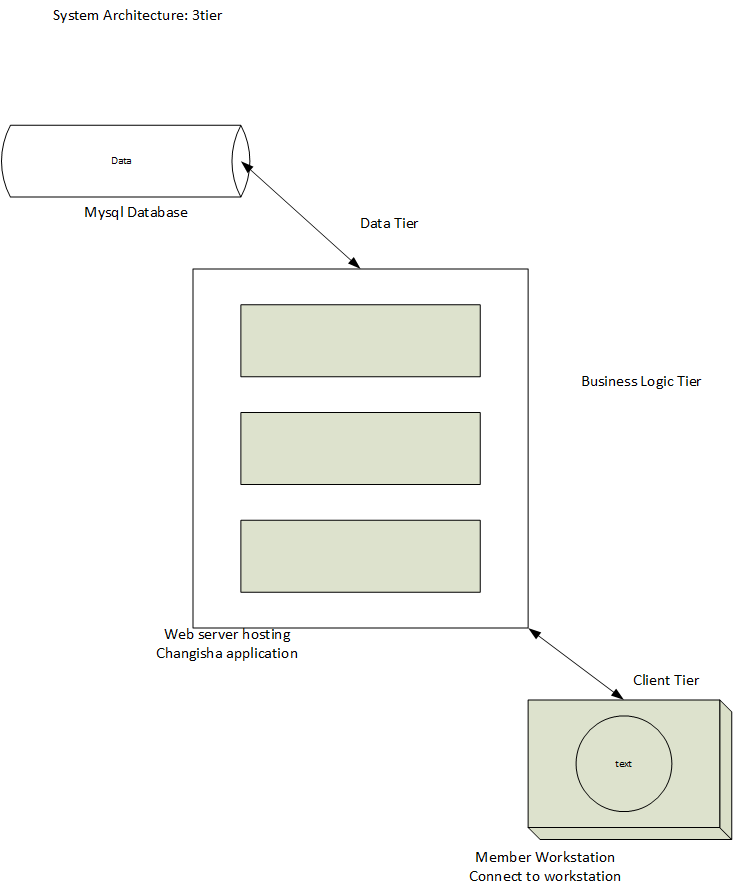 System Architecture: 3tier
Data
Mysql Database
Data Tier
Business Logic Tier
Web server hosting
Changisha application
Client Tier
text
Member Workstation
Connect to workstation